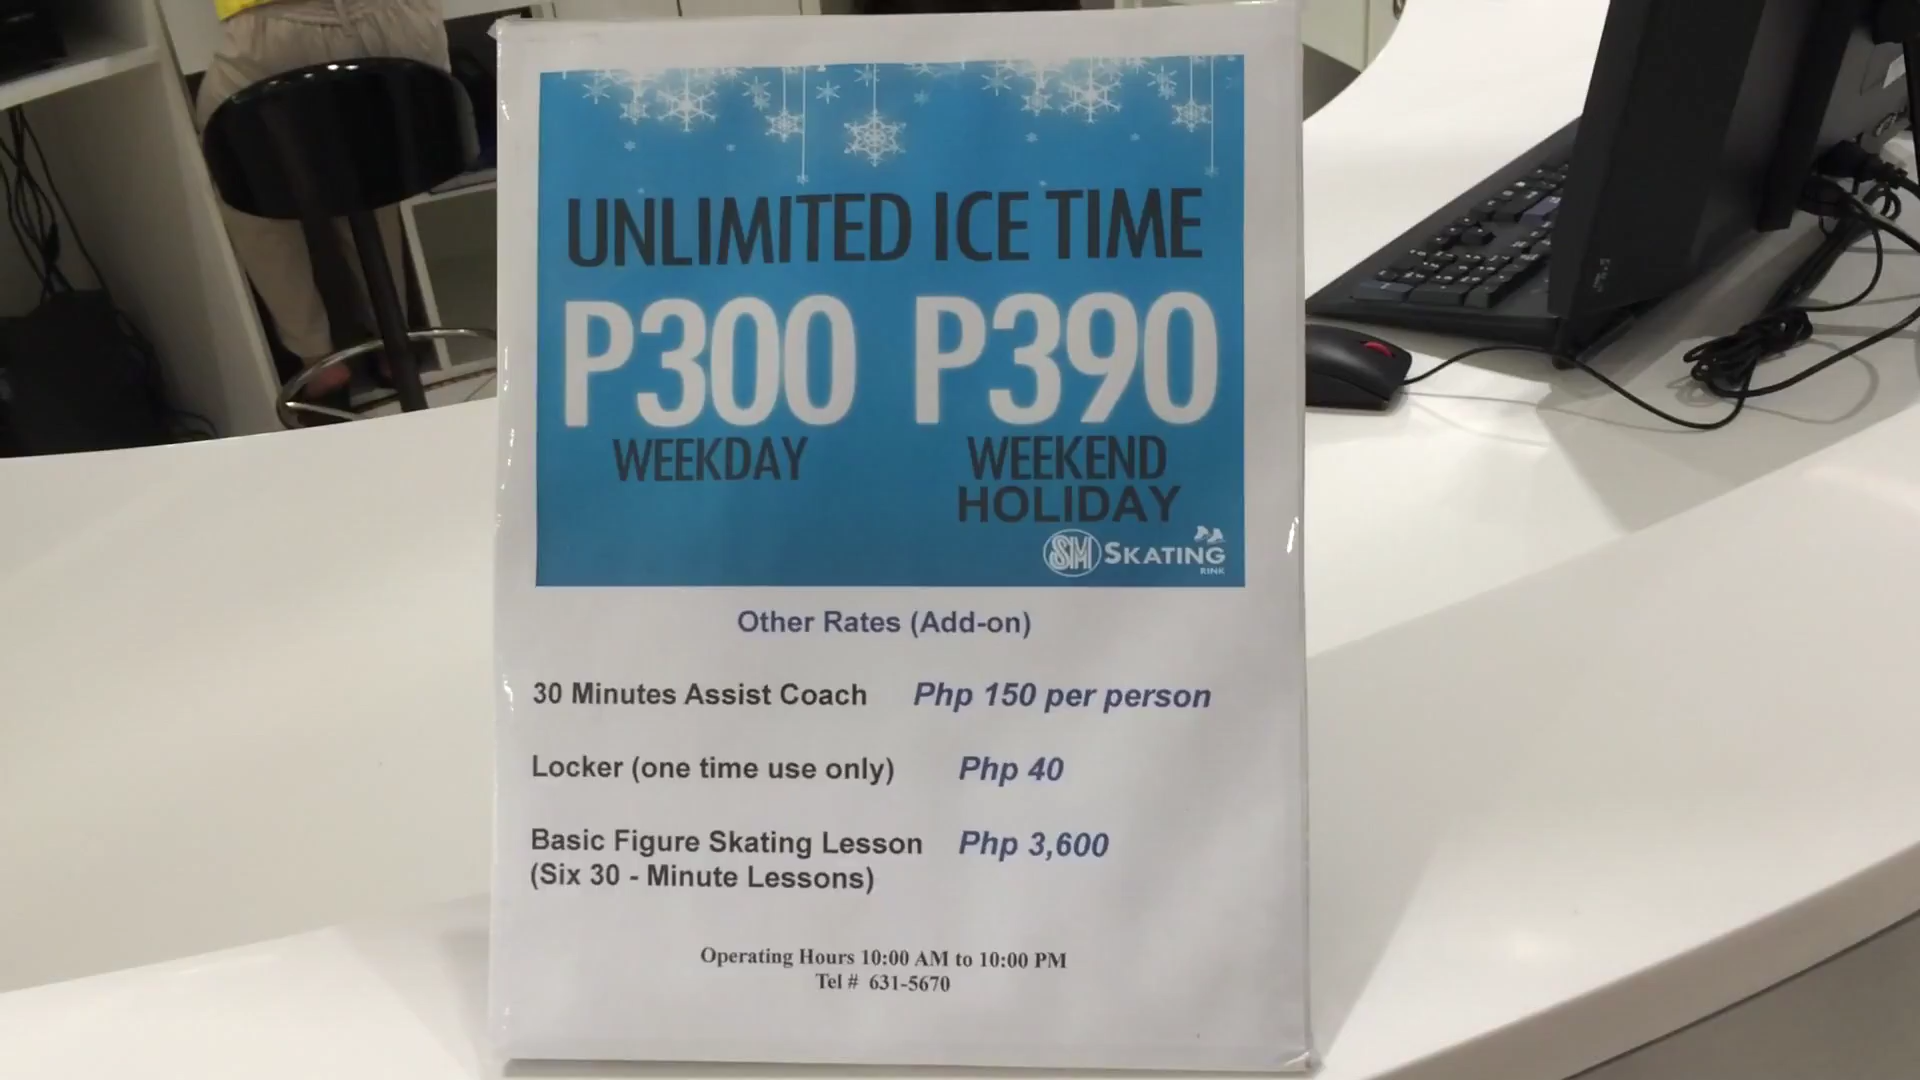 UNLIMITED ICE TIME
P300 P390
WEEKDAY WEEKEND
HOLIDAY
SM SKATING
RINK
Other Rates (Add-on)
30 Minutes Assist Coach Php 150 per person
Locker (one time use only) Php 40
Basic Figure Skating Lesson Php 3,600
(Six 30 - Minute Lessons)
Operating Hours 10:00 AM to 10:00 PM
Tel # 631-5670